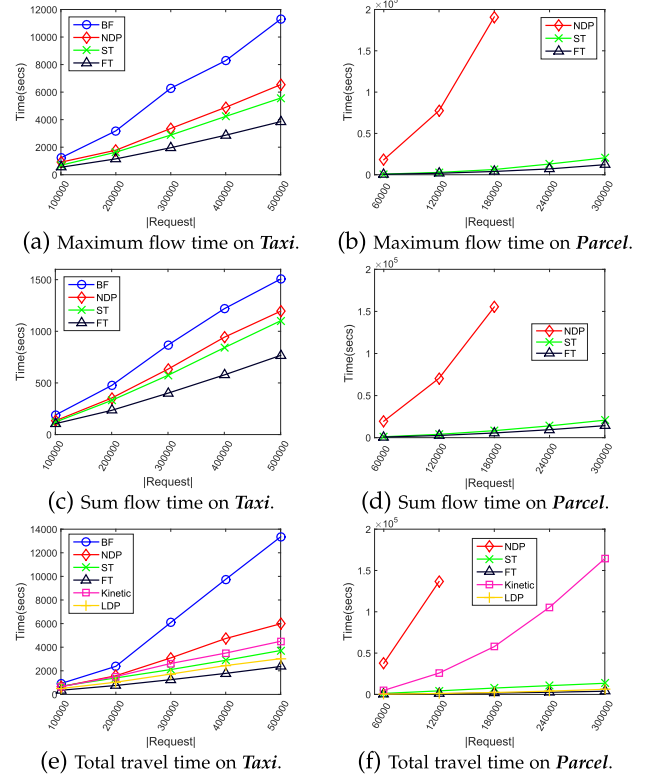 12000
10000
8000
6000
4000
2000
0
Time(secs)
BF
NDP
ST
FT
100000
200000
300000
400000
500000
|Request|
(a) Maximum flow time on Taxi.
2
1.5
1
0.5
0
Time(secs)
NDP
ST
FT
60000
120000
180000
240000
300000
|Request|
(b) Maximum flow time on Parcel.
1500
1000
500
0
Time(secs)
BF
NDP
ST
FT
100000
200000
300000
400000
500000
|Request|
(c) Sum flow time on Taxi.
2 ×10⁵
1.5
1
0.5
0
Time(secs)
NDP
ST
FT
60000
120000
180000
240000
300000
|Request|
(d) Sum flow time on Parcel.
14000
12000
10000
8000
6000
4000
2000
0
Time(secs)
BF
NDP
ST
FT
Kinetic
LDP
100000
200000
300000
400000
500000
|Request|
(e) Total travel time on Taxi.
2 ×10⁵
1.5
1
0.5
0
Time(secs)
NDP
ST
FT
Kinetic
LDP
60000
120000
180000
240000
300000
|Request|
(f) Total travel time on Parcel.